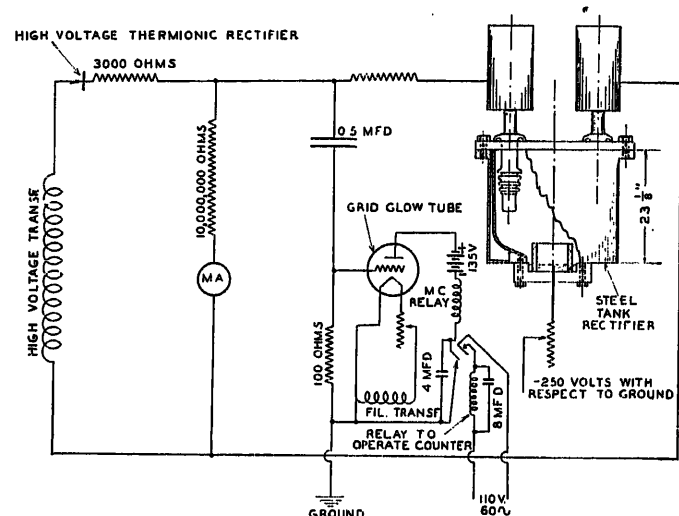 HIGH VOLTAGE THERMIONIC RECTIFIER
3000 OHMS
0.5 MFD
10,000,000 OHMS
GRID GLOW TUBE
135V
23 1/8"
HIGH VOLTAGE TRANSF
MA
MC
RELAY
STEEL
TANK
RECTIFIER
100 OHMS
4 MFD
8 MFD
-250 VOLTS WITH
RESPECT TO GROUND
FIL. TRANSF
RELAY TO
OPERATE COUNTER
110V.
60~
GROUND